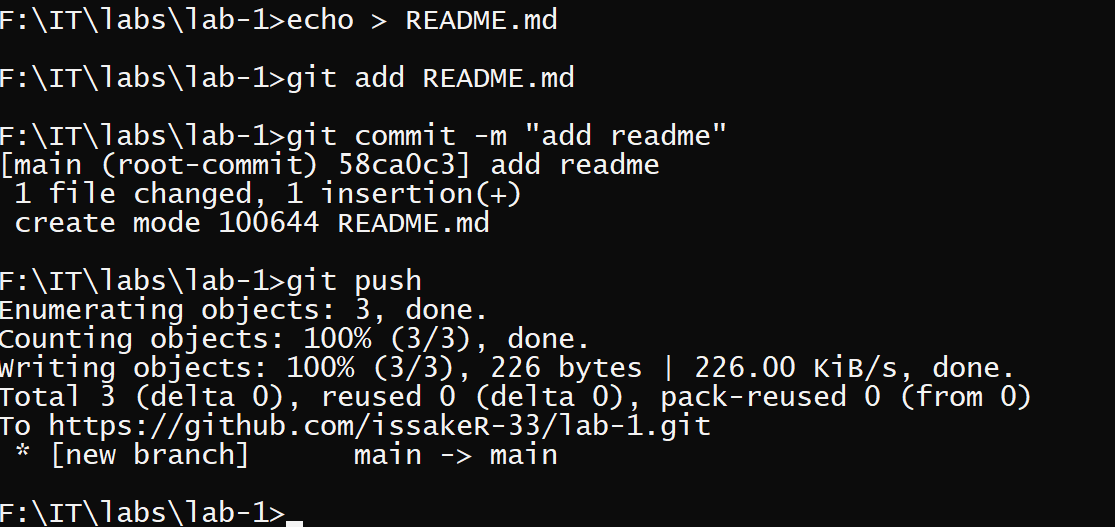 F:\IT\labs\lab-1>echo > README.md
F:\IT\labs\lab-1>git add README.md
F:\IT\labs\lab-1>git commit -m "add readme"
[main (root-commit) 58ca0c3] add readme
 1 file changed, 1 insertion(+)
 create mode 100644 README.md
F:\IT\labs\lab-1>git push
Enumerating objects: 3, done.
Counting objects: 100% (3/3), done.
Writing objects: 100% (3/3), 226 bytes | 226.00 KiB/s, done.
Total 3 (delta 0), reused 0 (delta 0), pack-reused 0 (from 0)
To https://github.com/issakeR-33/lab-1.git
 * [new branch]      main -> main
F:\IT\labs\lab-1>